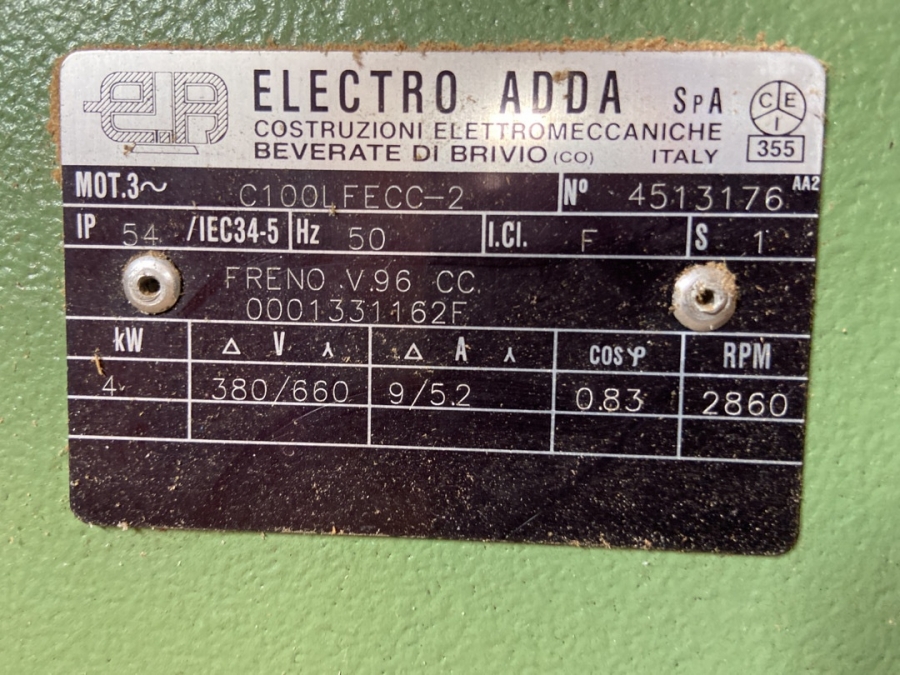 ELECTRO ADDA SpA
COSTRUZIONI ELETTROMECCANICHE
BEVERATE DI BRIVIO (CO) ITALY
CEI
355
MOT.3~ C100LFECC-2 Nº 4513176 AA2
IP 54 /IEC34-5 Hz 50 I.Cl. F S 1
FRENO V.96 CC.
0001331162F
kW Δ V ⅄ Δ A ⅄ COS φ RPM
4 380/660 9/5.2 0.83 2860